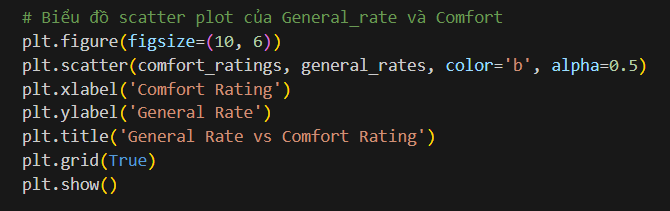 # Biểu đồ scatter plot của General_rate và Comfort
plt.figure(figsize=(10, 6))
plt.scatter(comfort_ratings, general_rates, color='b', alpha=0.5)
plt.xlabel('Comfort Rating')
plt.ylabel('General Rate')
plt.title('General Rate vs Comfort Rating')
plt.grid(True)
plt.show()